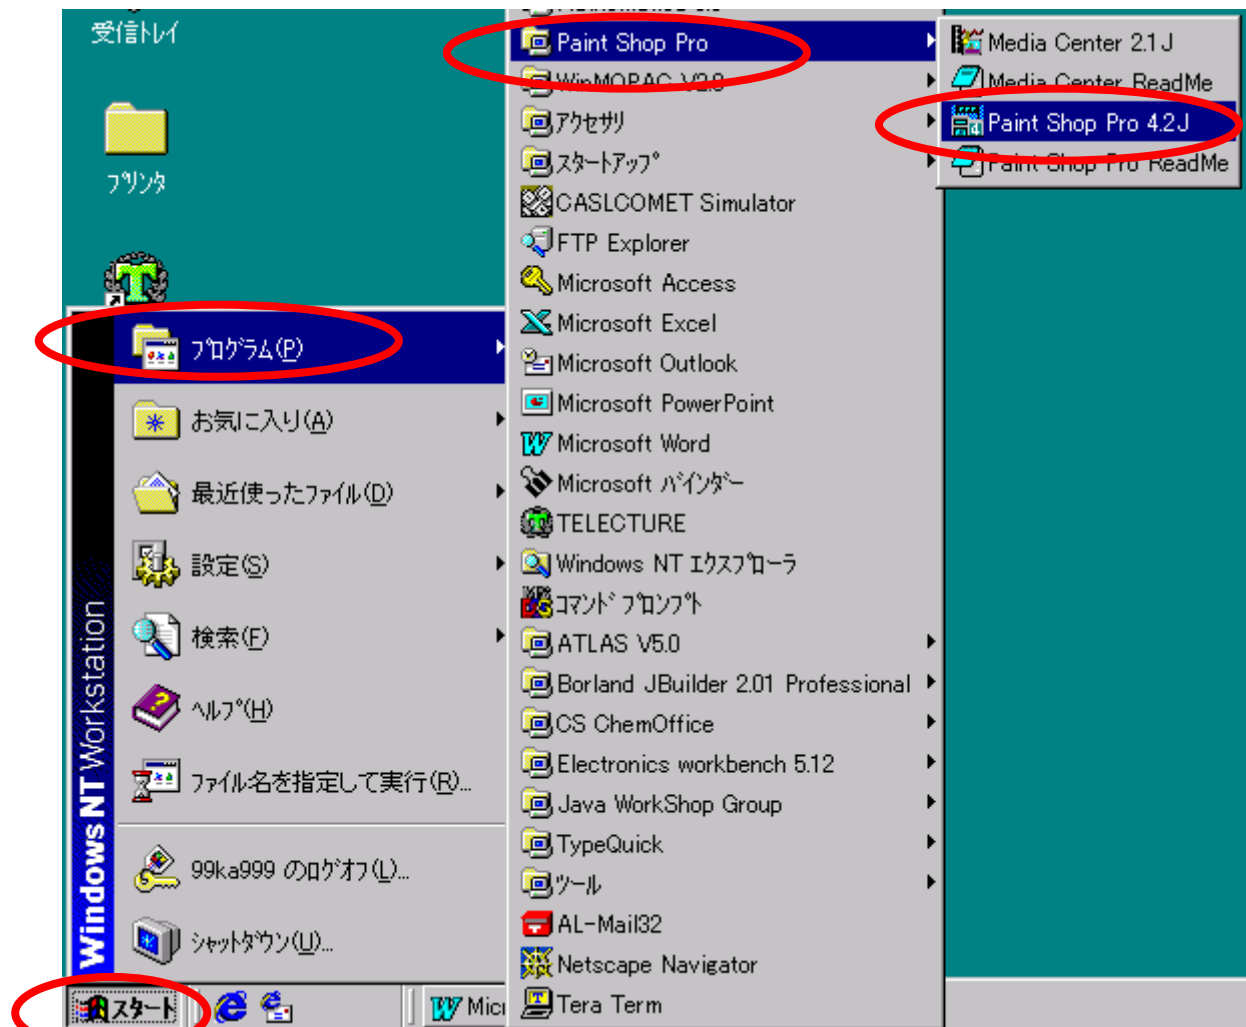 受信トレイ
プリンタ
プログラム(P)
お気に入り(A)
最近使ったファイル(D)
設定(S)
検索(F)
ヘルプ(H)
ファイル名を指定して実行(R)...
99ka999 のログオフ(L)...
シャットダウン(U)...
Windows NT Workstation
スタート
Micr
Paint Shop Pro
WinMOPAC V2.0
アクセサリ
スタートアップ
CASLCOMET Simulator
FTP Explorer
Microsoft Access
Microsoft Excel
Microsoft Outlook
Microsoft PowerPoint
Microsoft Word
Microsoft バインダー
TELECTURE
Windows NT エクスプローラ
コマンド プロンプト
ATLAS V5.0
Borland JBuilder 2.01 Professional
CS ChemOffice
Electronics workbench 5.12
Java WorkShop Group
TypeQuick
ツール
AL-Mail32
Netscape Navigator
Tera Term
Media Center 2.1J
Media Center ReadMe
Paint Shop Pro 4.2J
Paint Shop Pro ReadMe